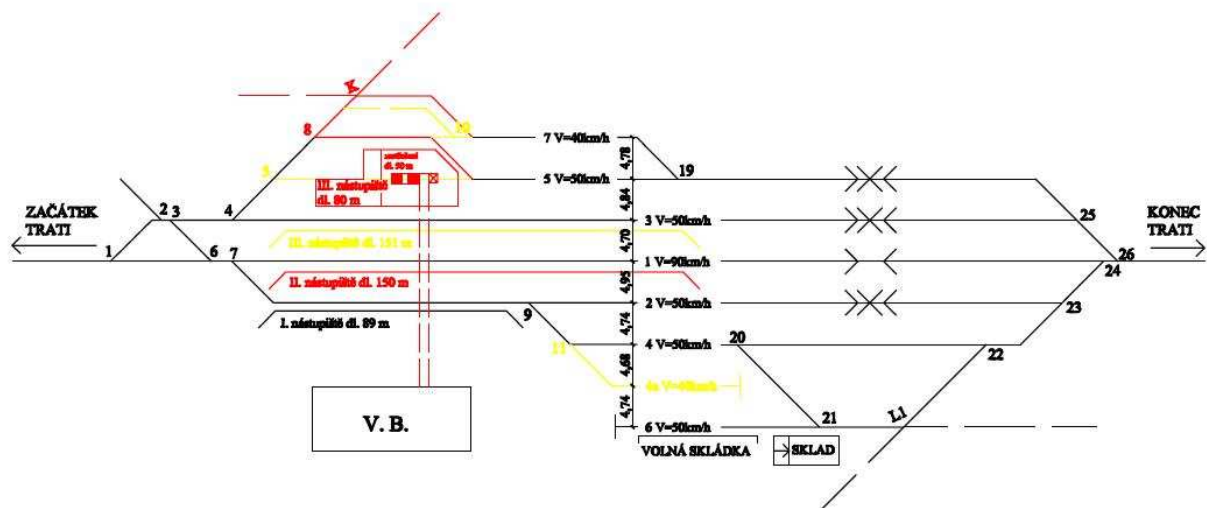 K
10
8
7 V=40km/h
4,78
19
5
zastřešení
dl. 50 m
III. nástupiště
dl. 80 m
5 V=50km/h
4,84
ZAČÁTEK
TRATI
2
3
4
3 V=50km/h
25
KONEC
TRATI
III. nástupiště dl. 151 m
4,70
1
6
7
1 V=90km/h
26
24
II. nástupiště dl. 150 m
4,95
2 V=50km/h
23
I. nástupiště dl. 89 m
9
4,74
11
4 V=50km/h
20
22
4,68
4a V=40km/h
V. B.
4,74
6 V=50km/h
21
L1
VOLNÁ SKLÁDKA
SKLAD